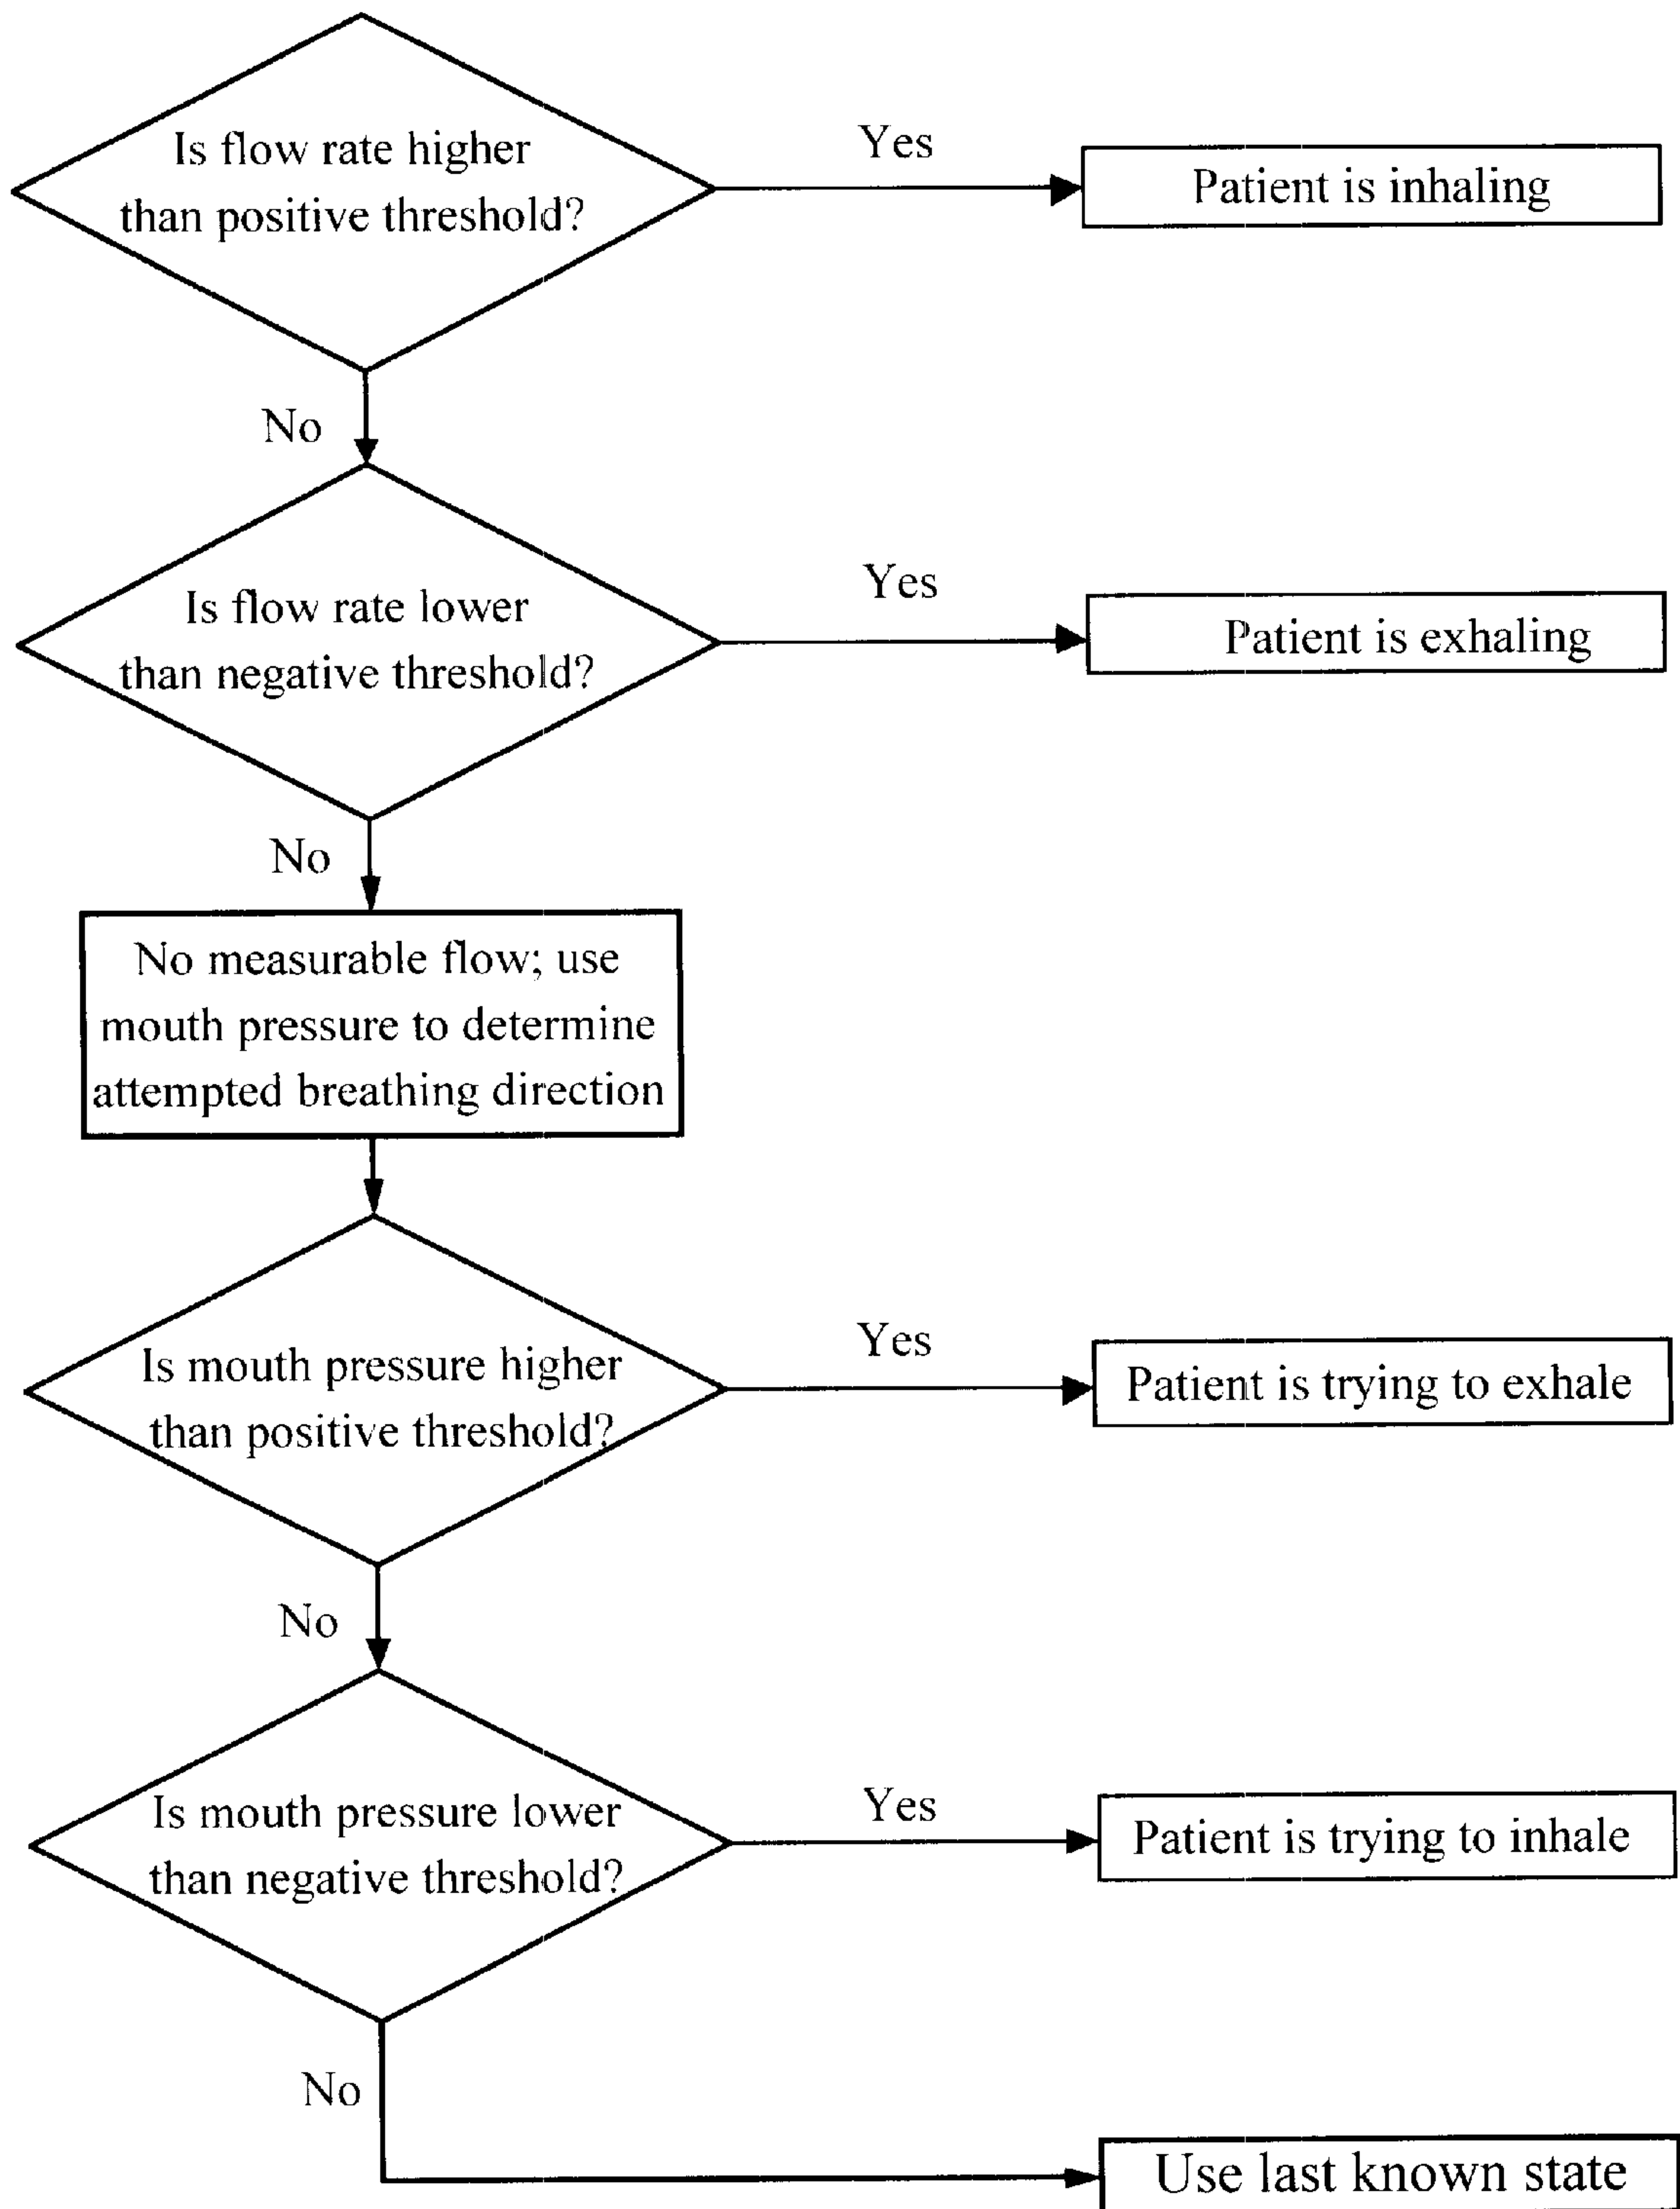 Is flow rate higher
than positive threshold?
Yes
Patient is inhaling
No
Is flow rate lower
than negative threshold?
Yes
Patient is exhaling
No
No measurable flow; use
mouth pressure to determine
attempted breathing direction
Is mouth pressure higher
than positive threshold?
Yes
Patient is trying to exhale
No
Is mouth pressure lower
than negative threshold?
Yes
Patient is trying to inhale
No
Use last known state